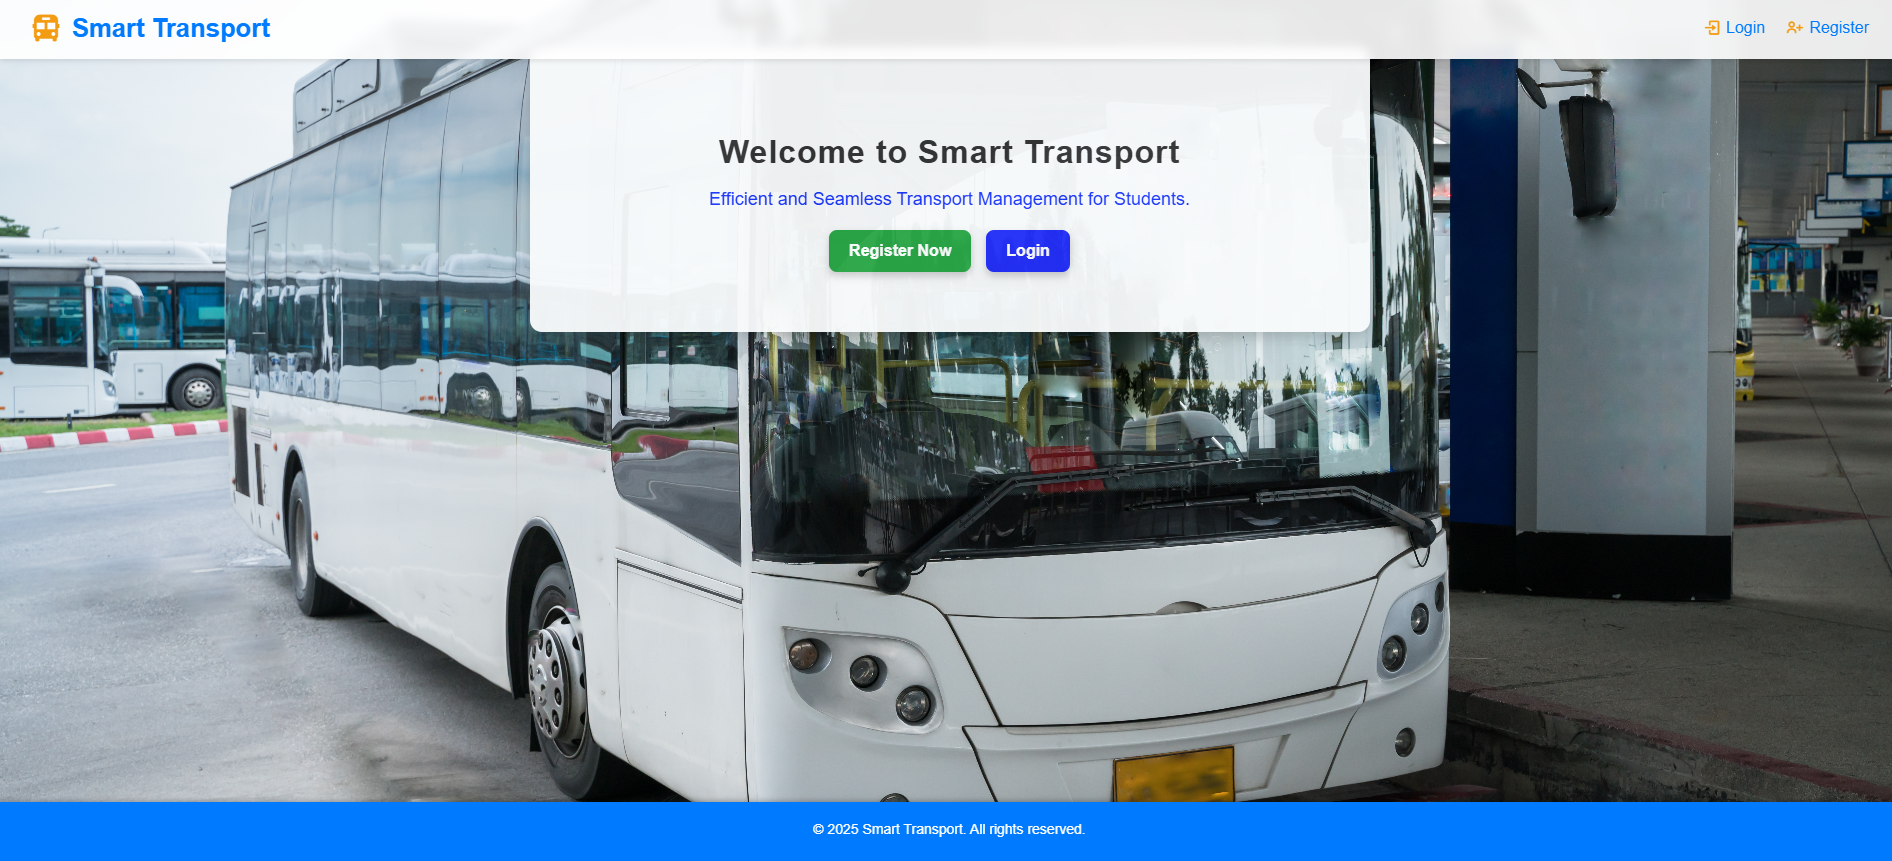 Smart Transport
Login
Register
Welcome to Smart Transport
Efficient and Seamless Transport Management for Students.
Register Now
Login
© 2025 Smart Transport. All rights reserved.